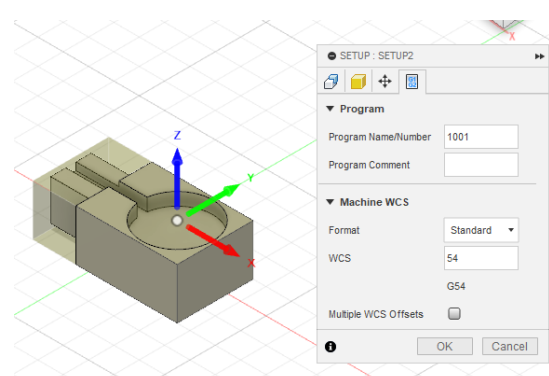 X
SETUP : SETUP2
Program
Program Name/Number 1001
Program Comment
Machine WCS
Format Standard
WCS 54
G54
Multiple WCS Offsets
OK Cancel
Z
Y
X